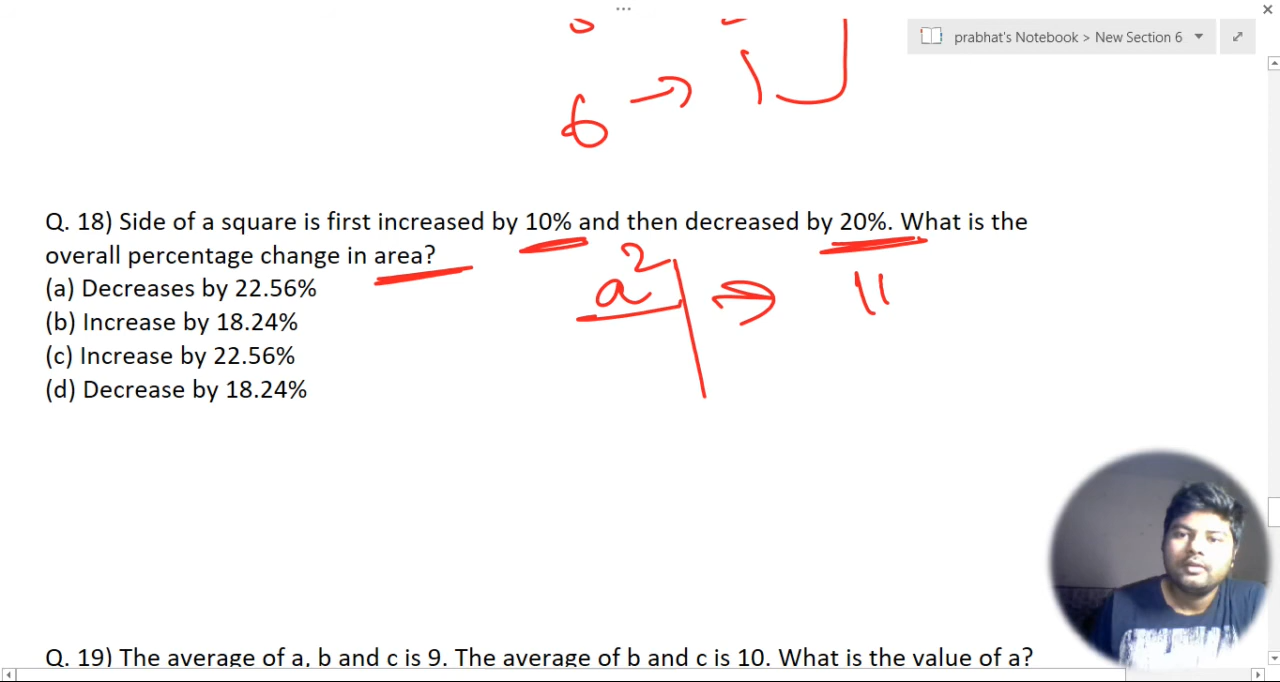 prabhat's Notebook > New Section 6
6 →
Q. 18) Side of a square is first increased by 10% and then decreased by 20%. What is the
overall percentage change in area?
(a) Decreases by 22.56%
(b) Increase by 18.24%
(c) Increase by 22.56%
(d) Decrease by 18.24%
a² ⇒ 11
Q. 19) The average of a, b and c is 9. The average of b and c is 10. What is the value of a?